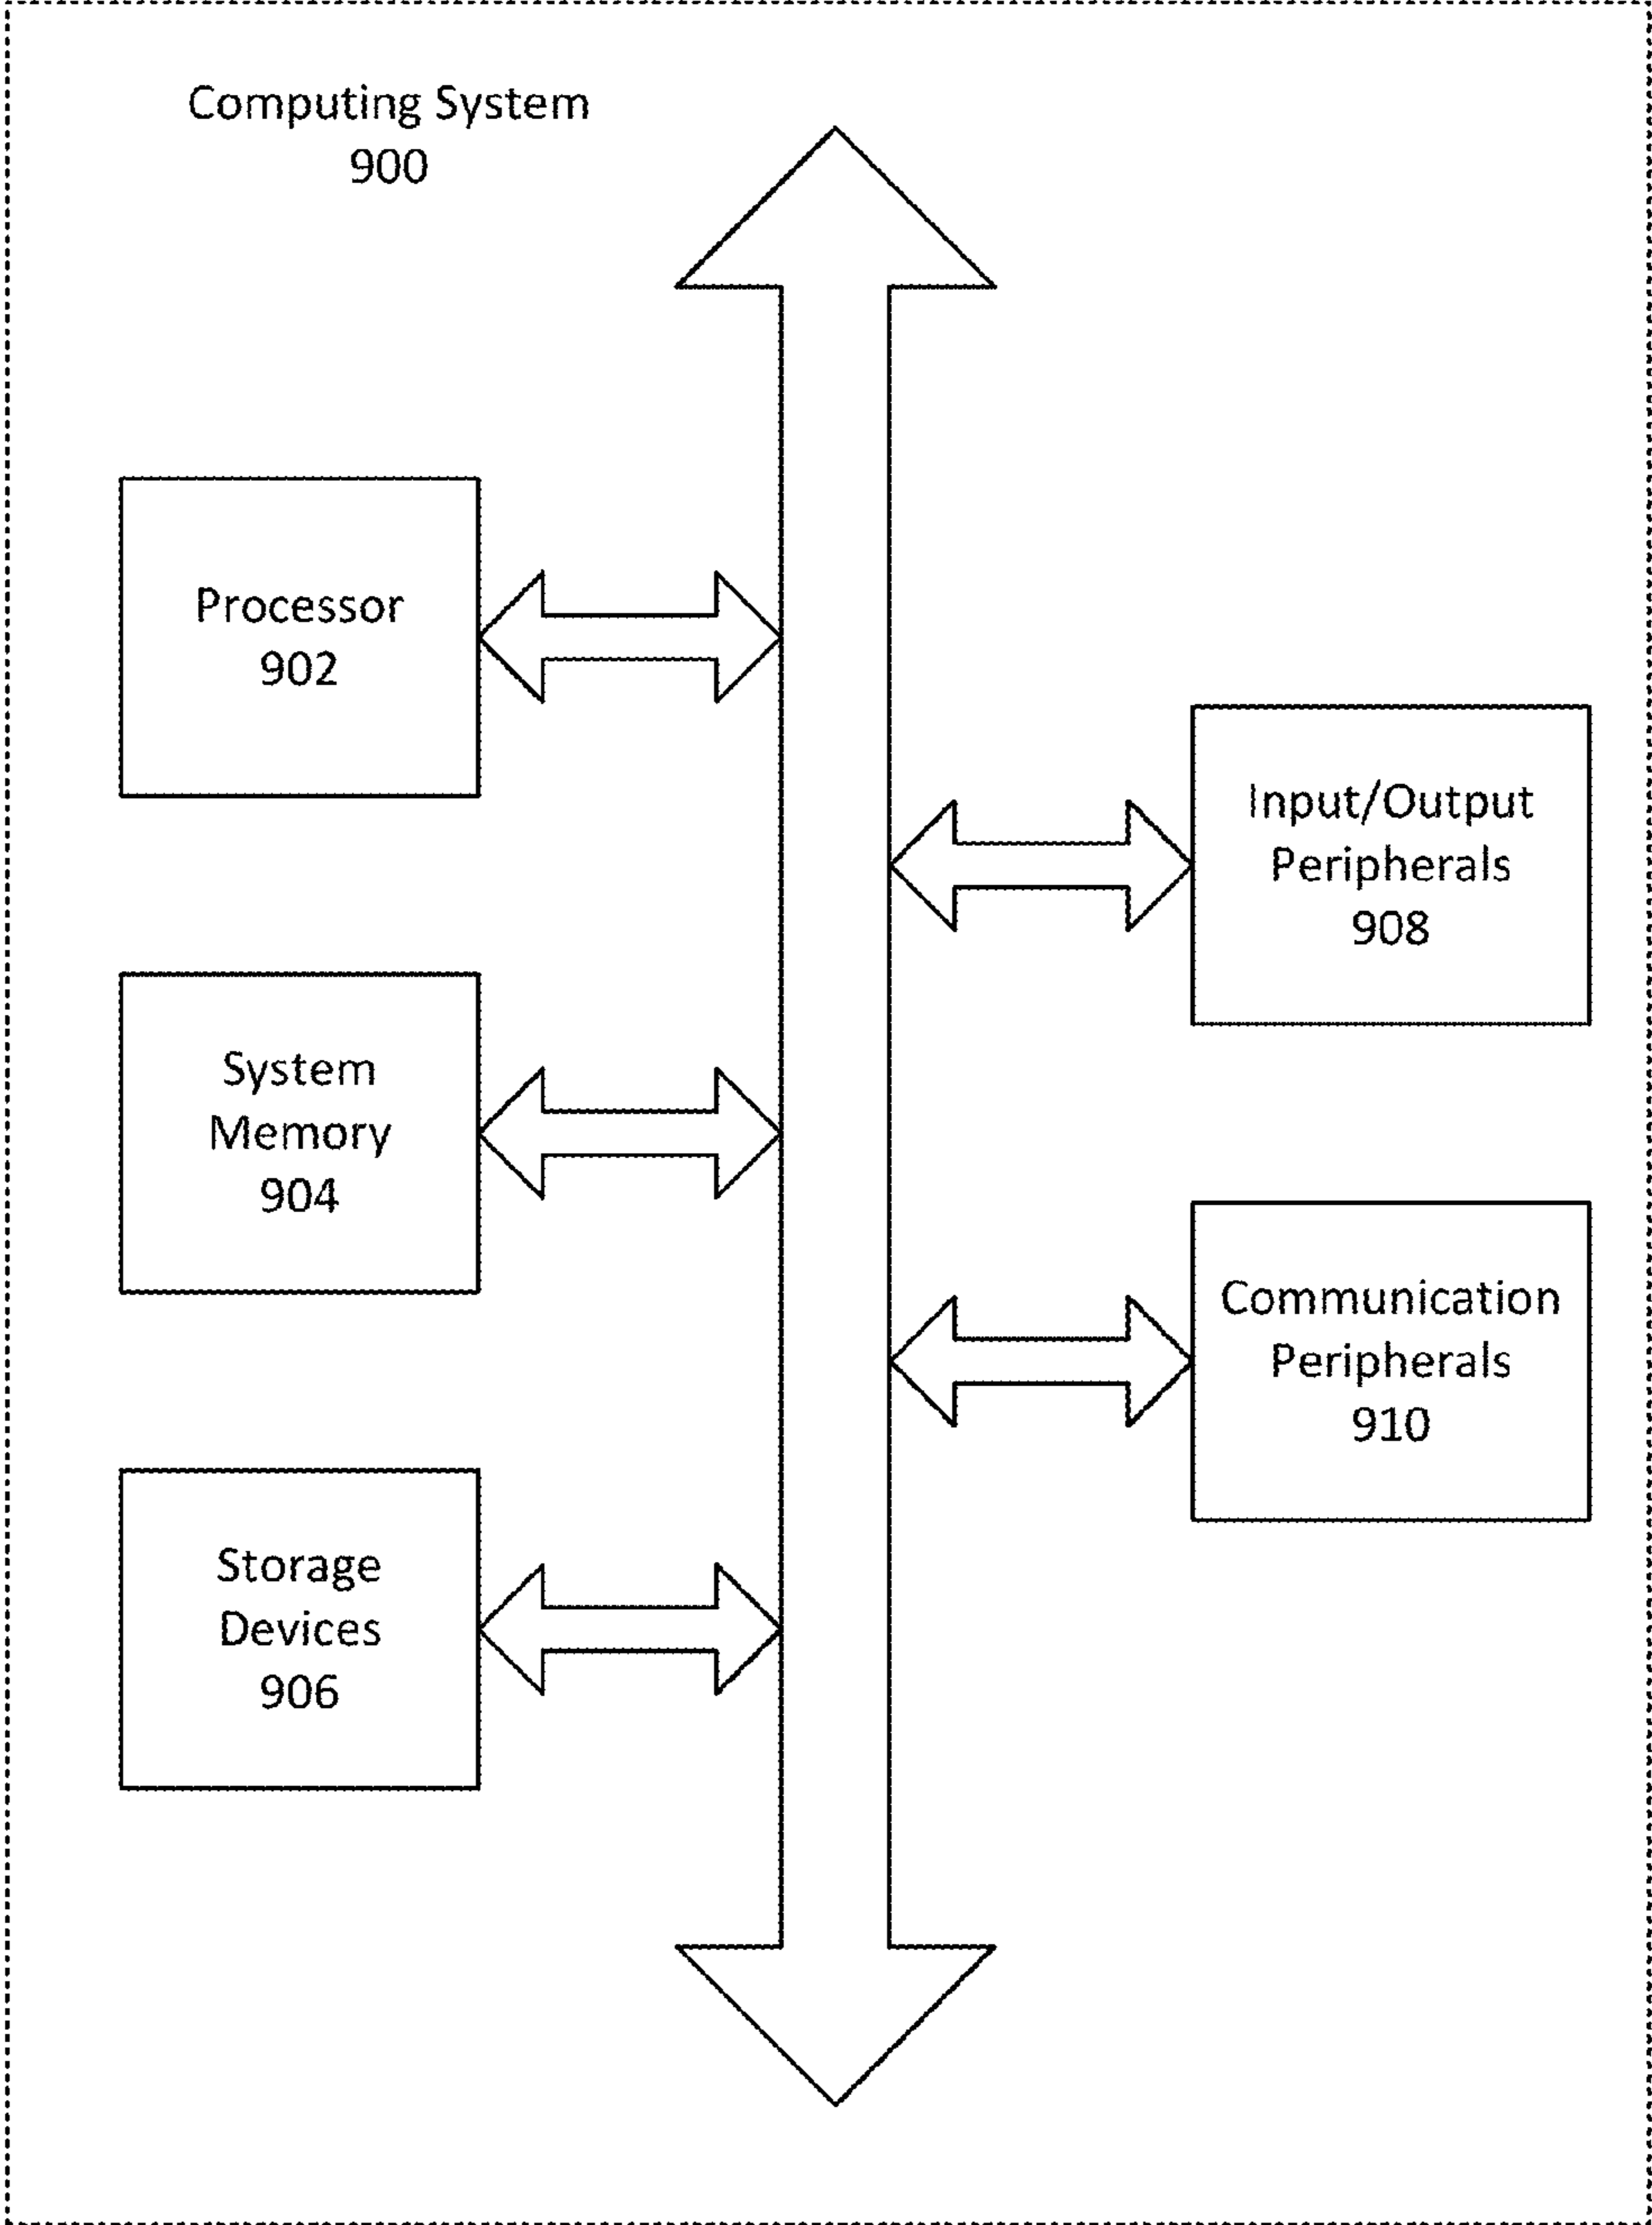 Computing System
900
Processor
902
Input/Output
Peripherals
908
System
Memory
904
Communication
Peripherals
910
Storage
Devices
906